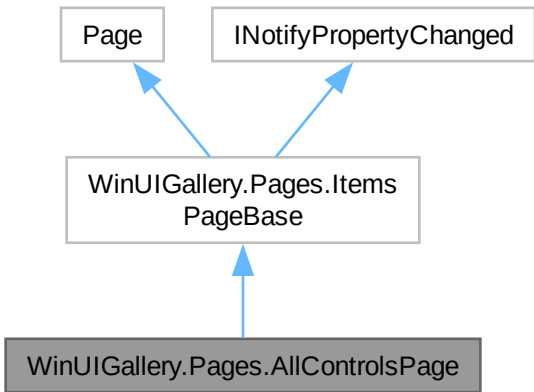 Page
INotifyPropertyChanged
WinUIGallery.Pages.Items
PageBase
WinUIGallery.Pages.AllControlsPage